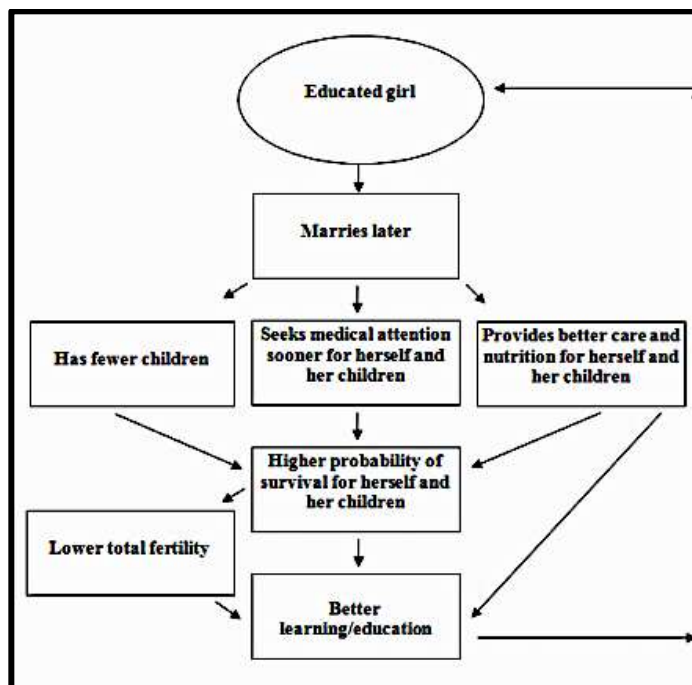 Educated girl
Marries later
Has fewer children
Seeks medical attention
sooner for herself and
her children
Provides better care and
nutrition for herself and
her children
Higher probability of
survival for herself and
her children
Lower total fertility
Better
learning/education